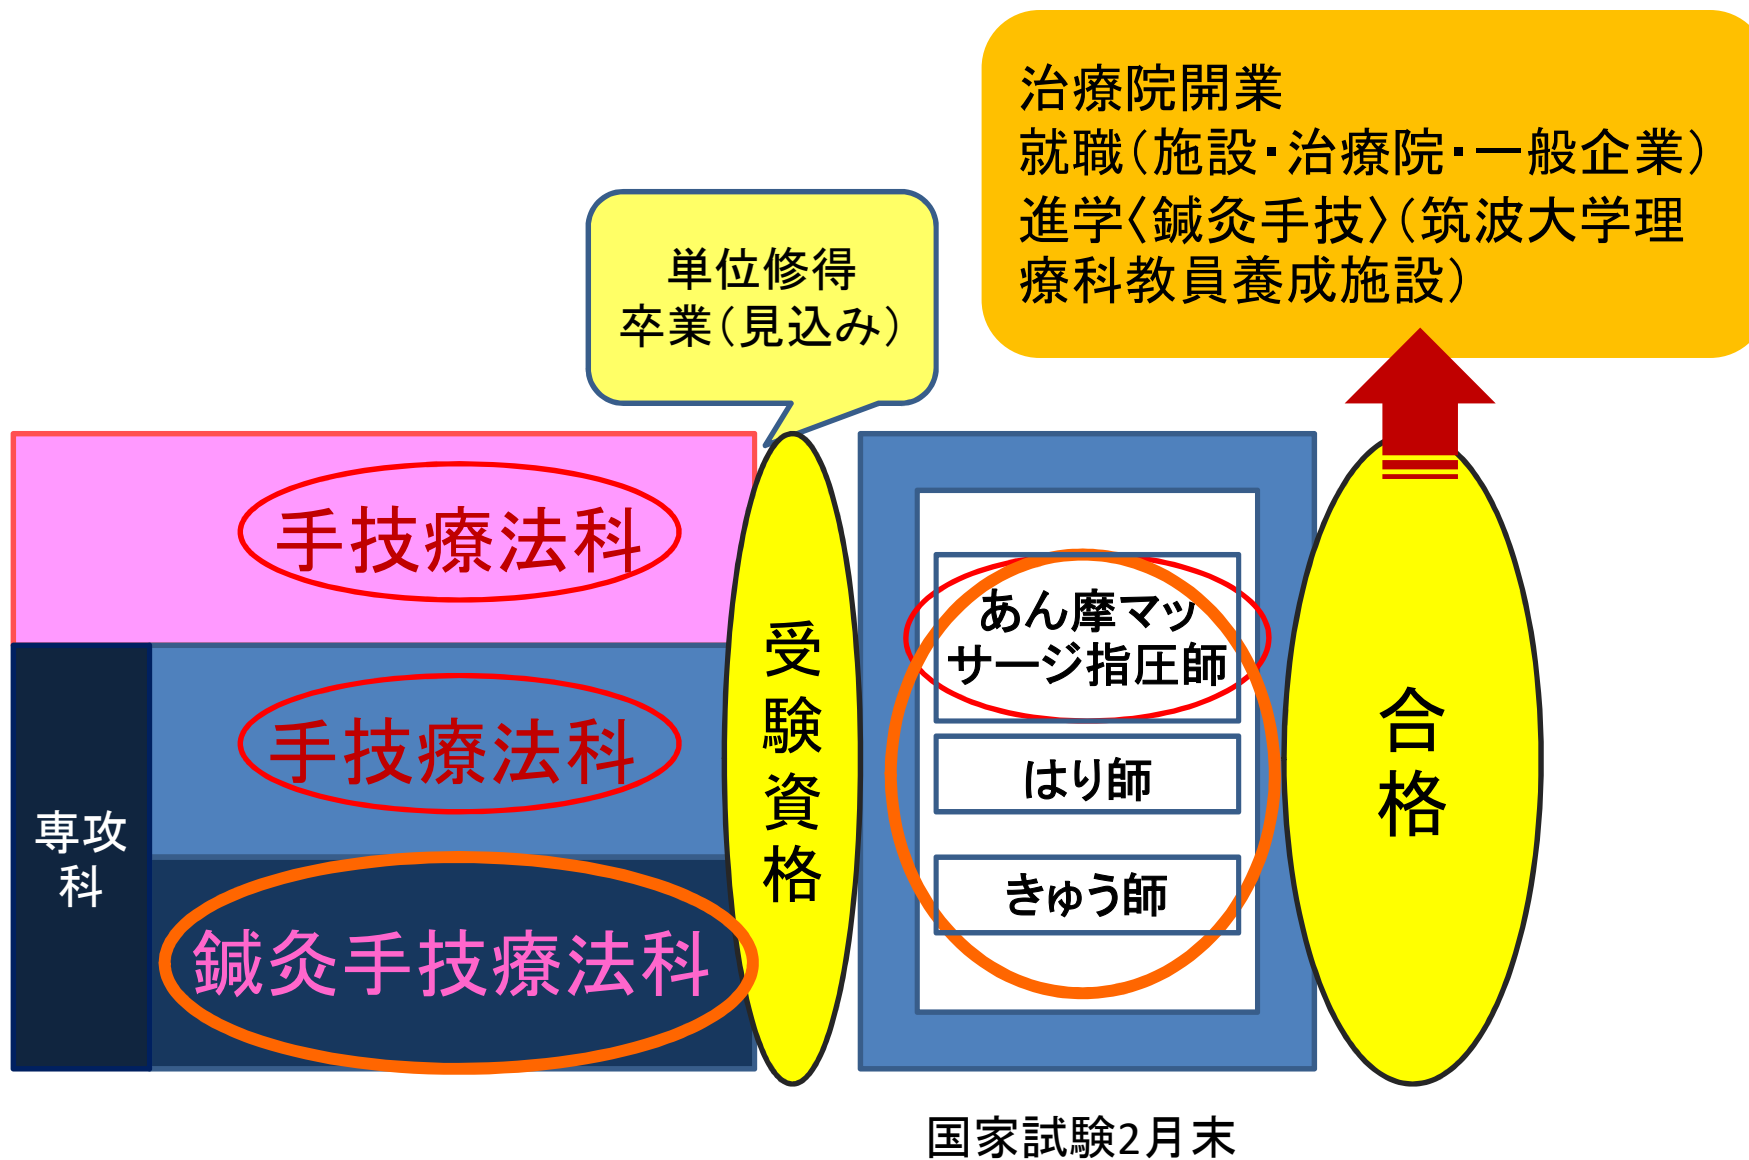 治療院開業
就職（施設・治療院・一般企業）
進学〈鍼灸手技〉（筑波大学理
療科教員養成施設）
単位修得
卒業（見込み）
手技療法科
手技療法科
専攻
科
鍼灸手技療法科
受
験
資
格
あん摩マッ
サージ指圧師
はり師
きゅう師
合
格
国家試験2月末